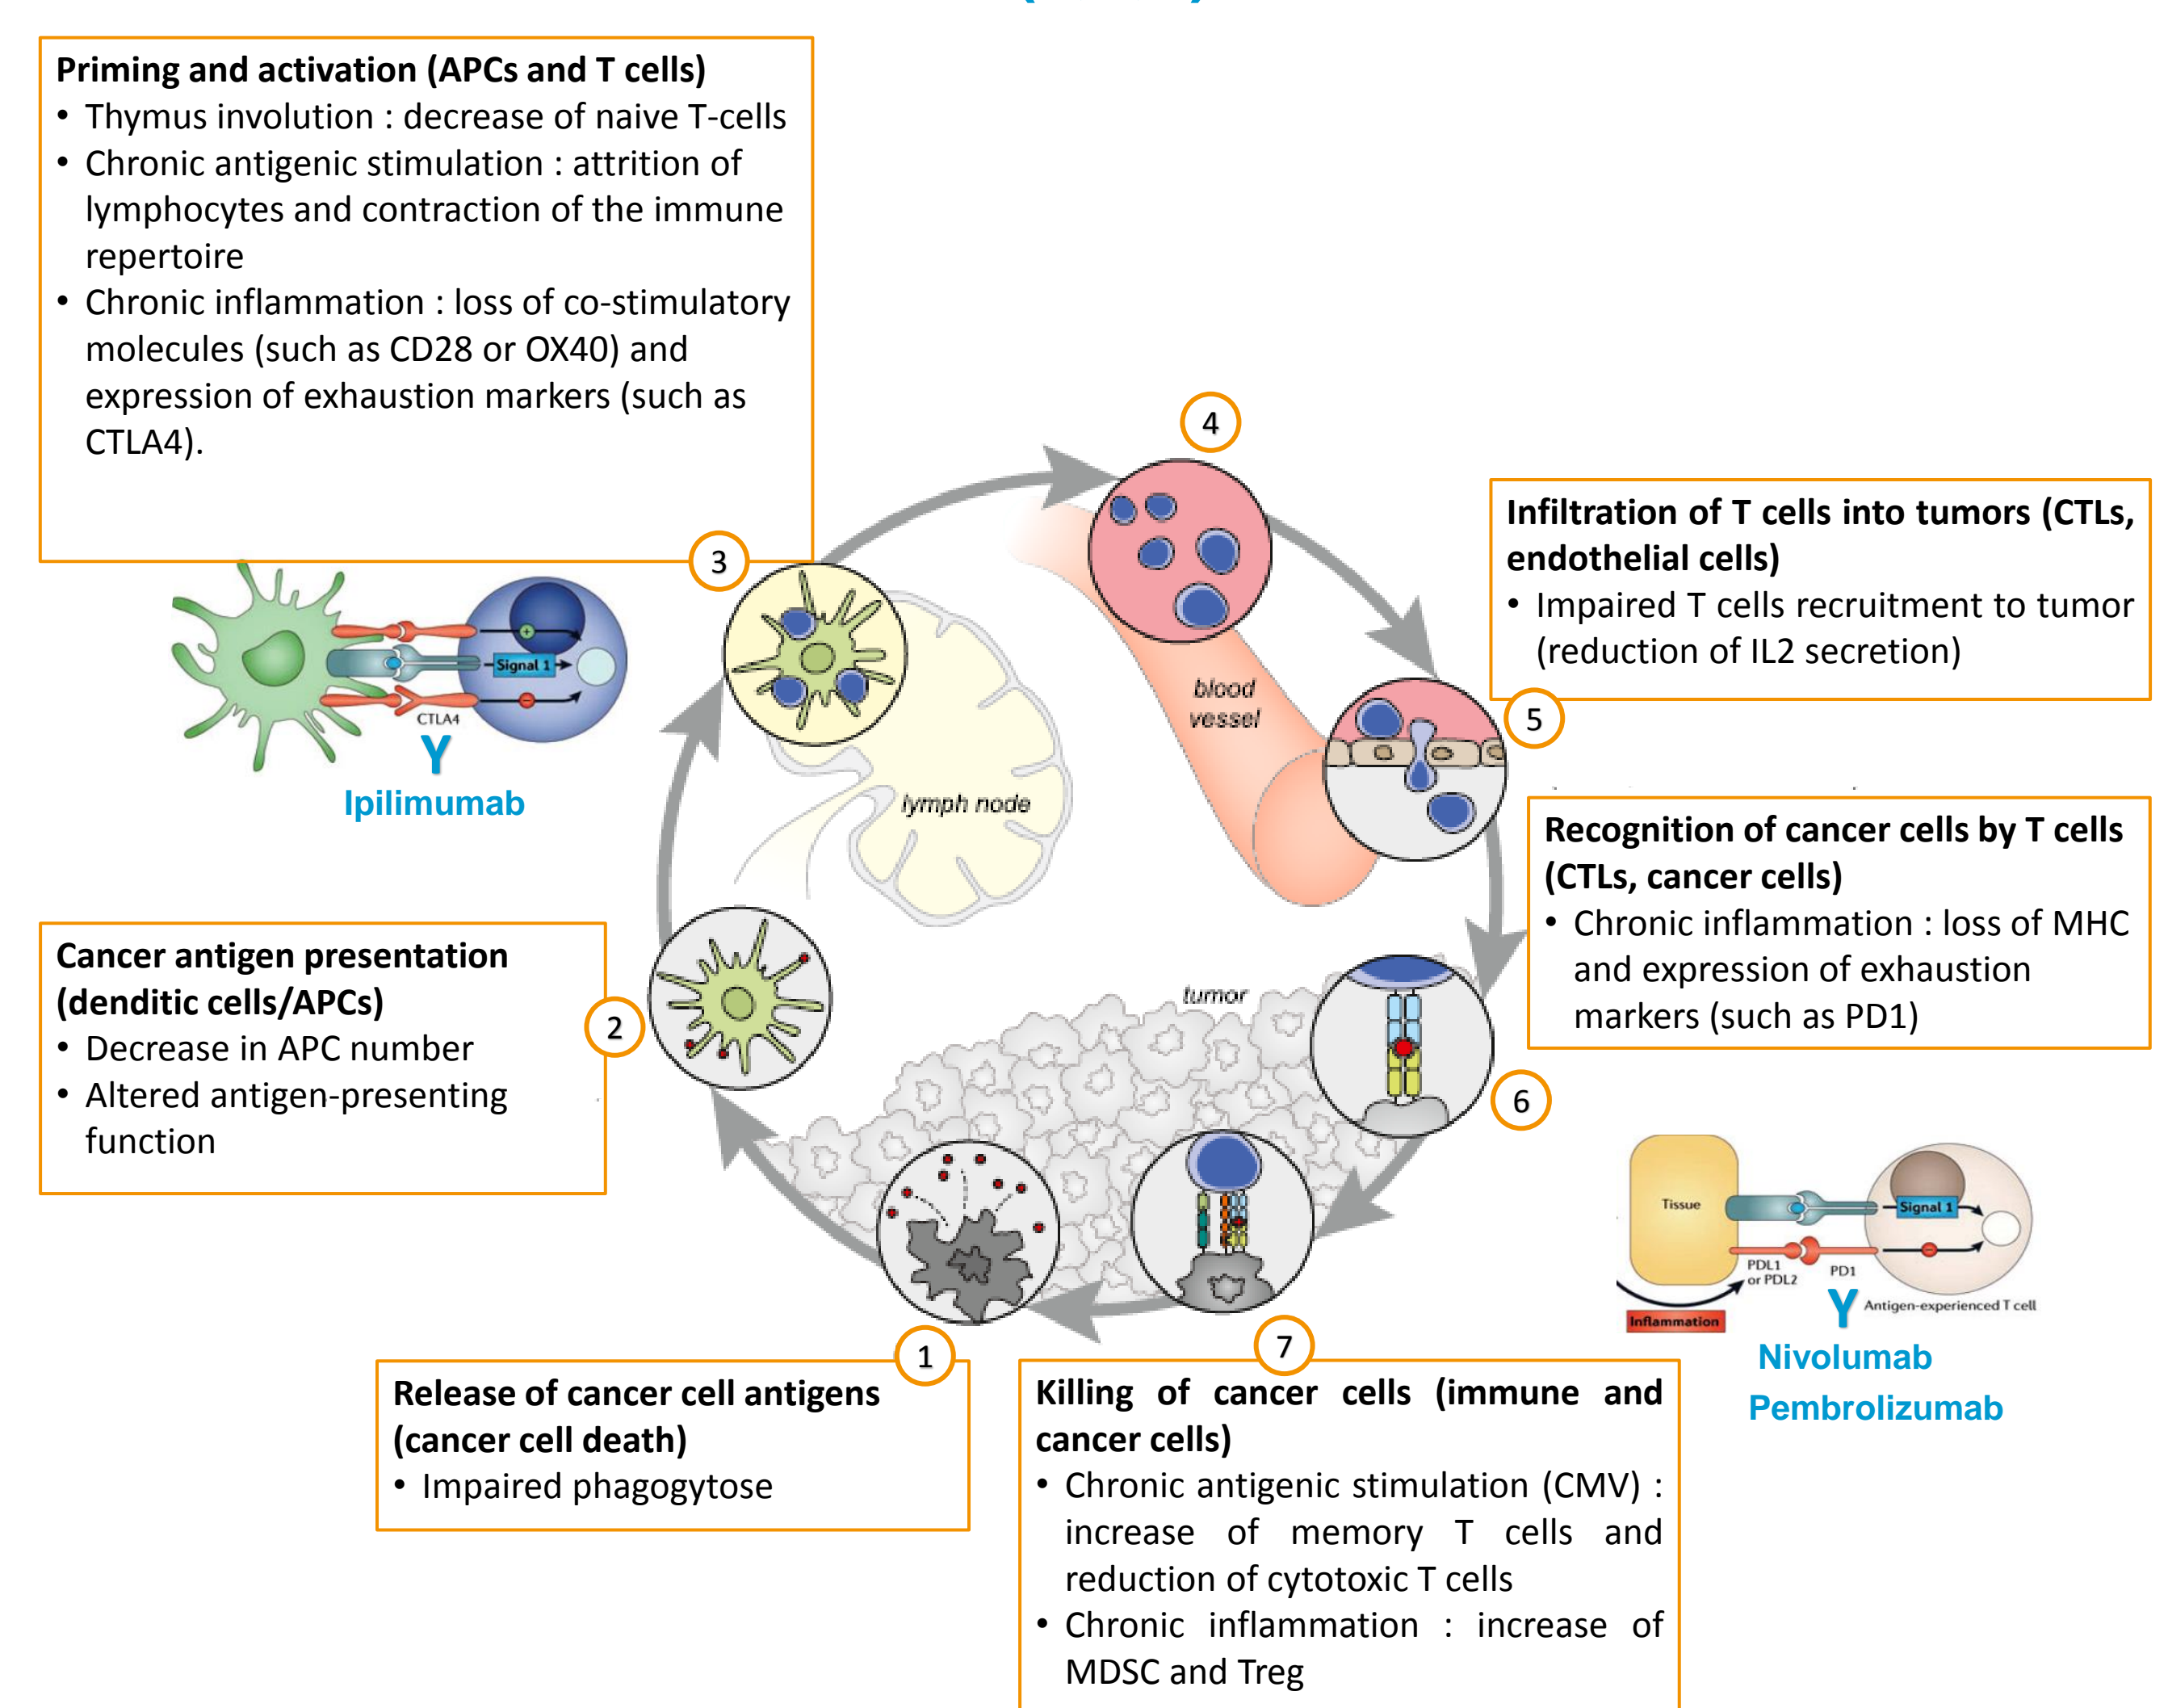 Priming and activation (APCs and T cells)
• Thymus involution : decrease of naive T-cells
• Chronic antigenic stimulation : attrition of
lymphocytes and contraction of the immune
repertoire
• Chronic inflammation : loss of co-stimulatory
molecules (such as CD28 or OX40) and
expression of exhaustion markers (such as
CTLA4).
3
4
Infiltration of T cells into tumors (CTLs,
endothelial cells)
• Impaired T cells recruitment to tumor
(reduction of IL2 secretion)
5
Signal 1
CTLA4
Ipilimumab
blood
vessel
lymph node
Recognition of cancer cells by T cells
(CTLs, cancer cells)
• Chronic inflammation : loss of MHC
and expression of exhaustion
markers (such as PD1)
6
Cancer antigen presentation
(denditic cells/APCs)
• Decrease in APC number
• Altered antigen-presenting
function
2
tumor
Tissue
Signal 1
PDL1
or PDL2
PD1
Antigen-experienced T cell
Inflammation
Nivolumab
Pembrolizumab
1
Release of cancer cell antigens
(cancer cell death)
• Impaired phagogytose
7
Killing of cancer cells (immune and
cancer cells)
• Chronic antigenic stimulation (CMV) :
increase of memory T cells and
reduction of cytotoxic T cells
• Chronic inflammation : increase of
MDSC and Treg